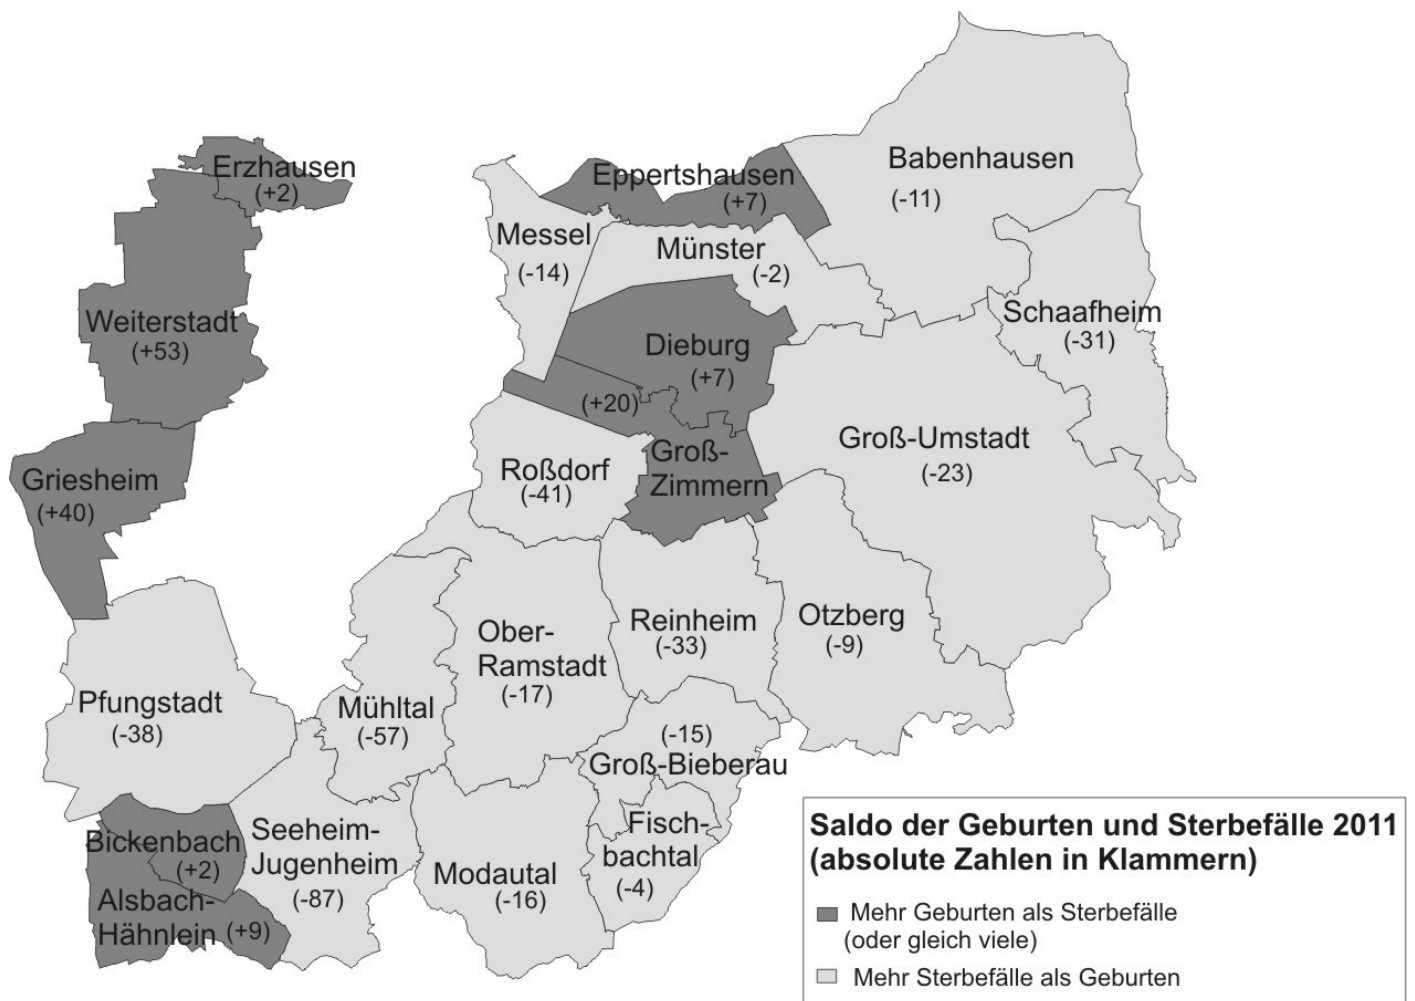 Erzhausen
(+2)
Eppertshausen
(+7)
Babenhausen
(-11)
Messel
(-14)
Münster
(-2)
Weiterstadt
(+53)
Schaafheim
(-31)
Dieburg
(+7)
(+20)
Groß-
Zimmern
Groß-Umstadt
(-23)
Griesheim
(+40)
Roßdorf
(-41)
Ober-
Ramstadt
(-17)
Reinheim
(-33)
Otzberg
(-9)
Pfungstadt
(-38)
Mühltal
(-57)
(-15)
Groß-Bieberau
Bickenbach
(+2)
Seeheim-
Jugenheim
(-87)
Fisch-
bachtal
(-4)
Modautal
(-16)
Alsbach-
Hähnlein (+9)
Saldo der Geburten und Sterbefälle 2011
(absolute Zahlen in Klammern)
Mehr Geburten als Sterbefälle
(oder gleich viele)
Mehr Sterbefälle als Geburten